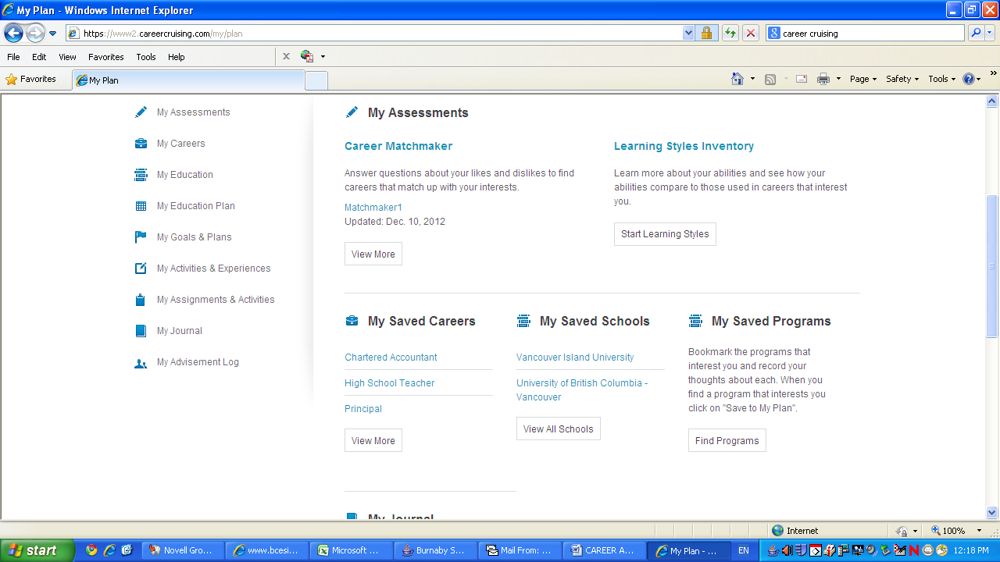 My Plan - Windows Internet Explorer
https://www2.careercruising.com/my/plan
career cruising
File Edit View Favorites Tools Help
Favorites
My Plan
Page Safety Tools
My Assessments
My Careers
My Education
My Education Plan
My Goals & Plans
My Activities & Experiences
My Assignments & Activities
My Journal
My Advisement Log
My Assessments
Career Matchmaker
Answer questions about your likes and dislikes to find
careers that match up with your interests.
Matchmaker1
Updated: Dec. 10, 2012
View More
Learning Styles Inventory
Learn more about your abilities and see how your
abilities compare to those used in careers that interest
you.
Start Learning Styles
My Saved Careers
Chartered Accountant
High School Teacher
Principal
View More
My Saved Schools
Vancouver Island University
University of British Columbia -
Vancouver
View All Schools
My Saved Programs
Bookmark the programs that
interest you and record your
thoughts about each. When you
find a program that interests you
click on "Save to My Plan".
Find Programs
My Journal
Internet
100%
start
Novell Gro...
www.bcesi...
Microsoft ...
Burnaby S...
Mail From: ...
CAREER A...
My Plan - ...
EN
12:18 PM